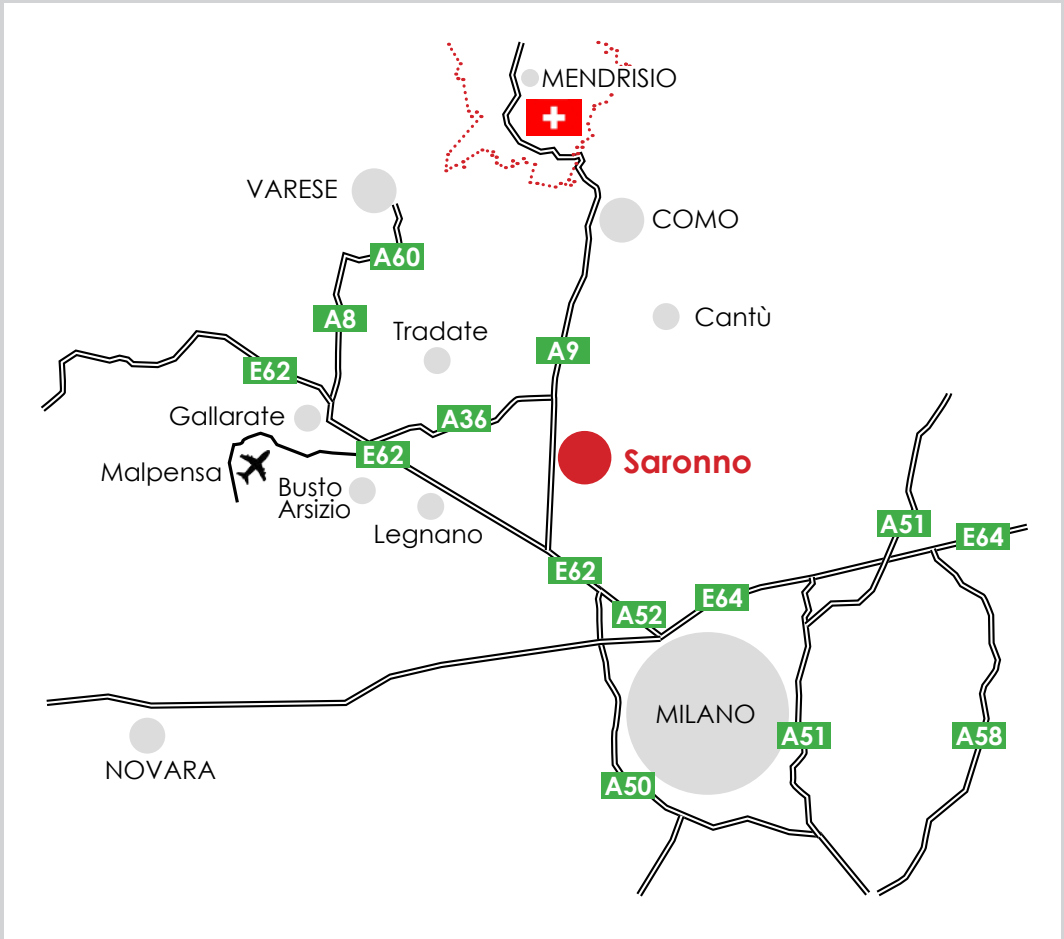 MENDRISIO
VARESE
COMO
A60
A8
Cantù
Tradate
A9
E62
Gallarate
A36
E62
Saronno
Malpensa
Busto
Arsizio
Legnano
A51
E64
E62
E64
A52
MILANO
A51
A58
NOVARA
A50